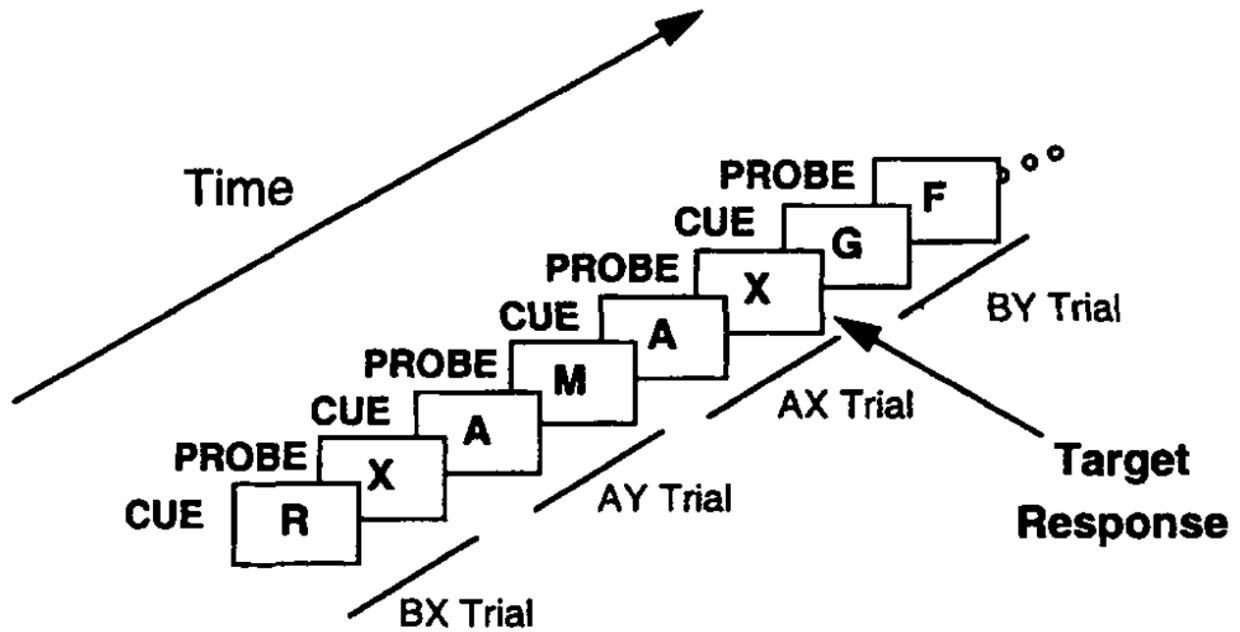 Time
PROBE
F
CUE
G
PROBE
X
BY Trial
CUE
A
PROBE
M
AX Trial
CUE
A
Target
Response
PROBE
X
AY Trial
CUE
R
BX Trial